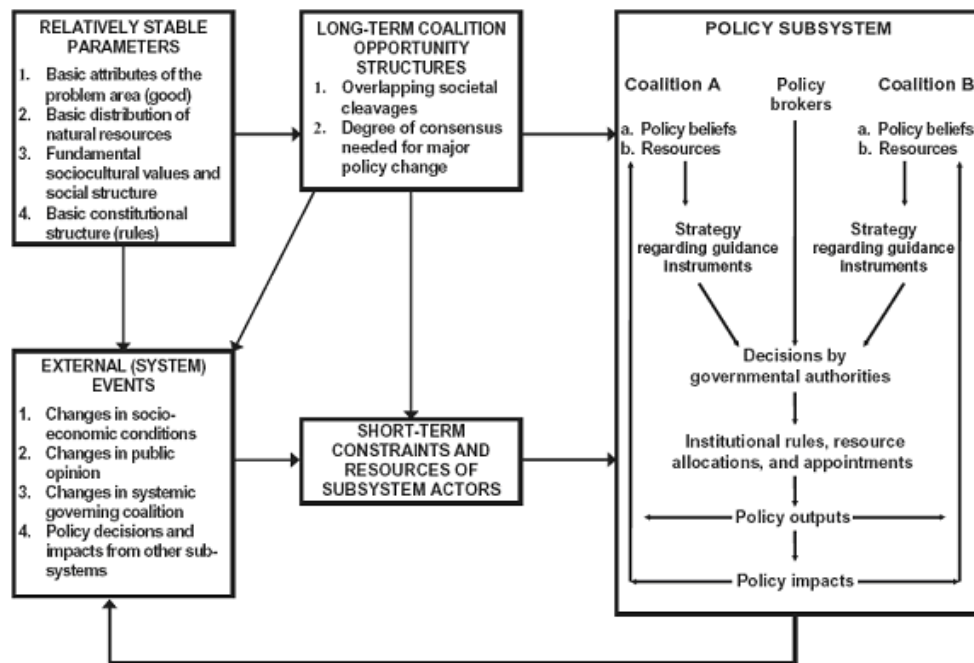 RELATIVELY STABLE
PARAMETERS
1. Basic attributes of the
problem area (good)
2. Basic distribution of
natural resources
3. Fundamental
sociocultural values and
social structure
4. Basic constitutional
structure (rules)
LONG-TERM COALITION
OPPORTUNITY
STRUCTURES
1. Overlapping societal
cleavages
2. Degree of consensus
needed for major
policy change
EXTERNAL (SYSTEM)
EVENTS
1. Changes in socio-
economic conditions
2. Changes in public
opinion
3. Changes in systemic
governing coalition
4. Policy decisions and
impacts from other sub-
systems
SHORT-TERM
CONSTRAINTS AND
RESOURCES OF
SUBSYSTEM ACTORS
POLICY SUBSYSTEM
Coalition A
a. Policy beliefs
b. Resources
Strategy
regarding guidance
Instruments
Policy
brokers
Coalition B
a. Policy beliefs
b. Resources
Strategy
regarding guidance
Instruments
Decisions by
governmental authorities
Institutional rules, resource
allocations, and appointments
Policy outputs
Policy impacts